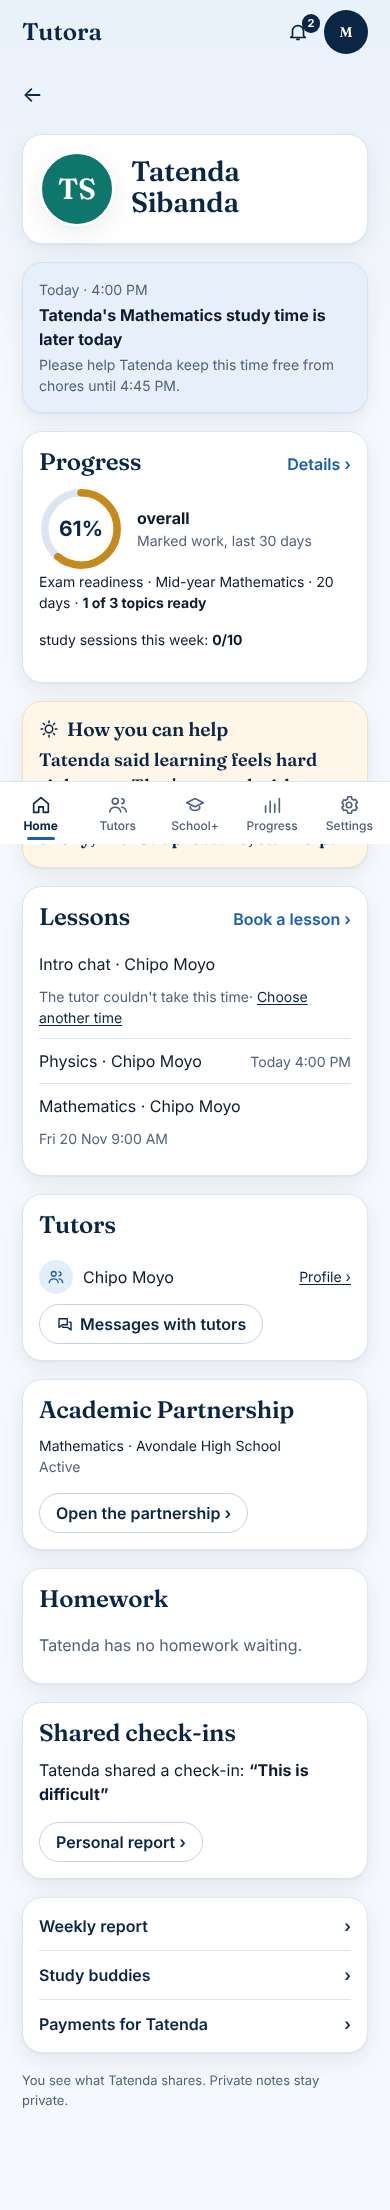 Tutora
2
M
TS
Tatenda
Sibanda
Today · 4:00 PM
Tatenda's Mathematics study time is
later today
Please help Tatenda keep this time free from
chores until 4:45 PM.
Progress
Details ›
61%
overall
Marked work, last 30 days
Exam readiness · Mid-year Mathematics · 20
days · 1 of 3 topics ready
study sessions this week: 0/10
How you can help
Tatenda said learning feels hard
Home
Tutors
School+
Progress
Settings
Lessons
Book a lesson ›
Intro chat · Chipo Moyo
The tutor couldn't take this time· Choose
another time
Physics · Chipo Moyo
Today 4:00 PM
Mathematics · Chipo Moyo
Fri 20 Nov 9:00 AM
Tutors
Chipo Moyo
Profile ›
Messages with tutors
Academic Partnership
Mathematics · Avondale High School
Active
Open the partnership ›
Homework
Tatenda has no homework waiting.
Shared check-ins
Tatenda shared a check-in: “This is
difficult”
Personal report ›
Weekly report ›
Study buddies ›
Payments for Tatenda ›
You see what Tatenda shares. Private notes stay
private.